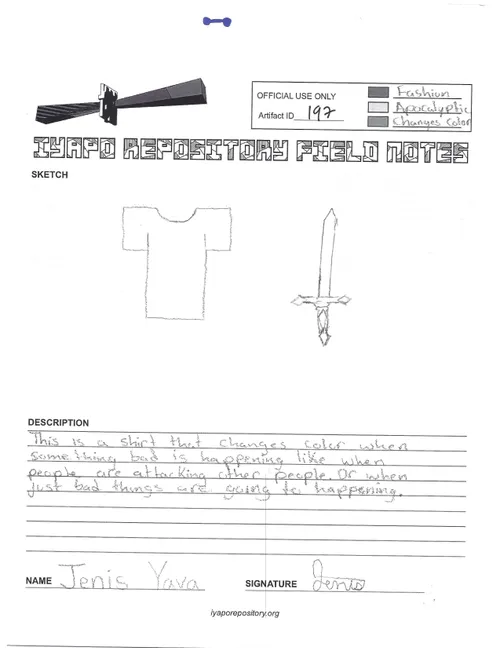 OFFICIAL USE ONLY
Artifact ID 197
Fashion
Apocalyptic
Changes Color
IYAPO REPOSITORY FIELD NOTES
SKETCH
DESCRIPTION
This is a shirt that changes color when
something bad is happening like when
people are attacking other people. Or when
just bad things are going to happening.
NAME Jenis Yava
SIGNATURE Jenis
iyaporepository.org